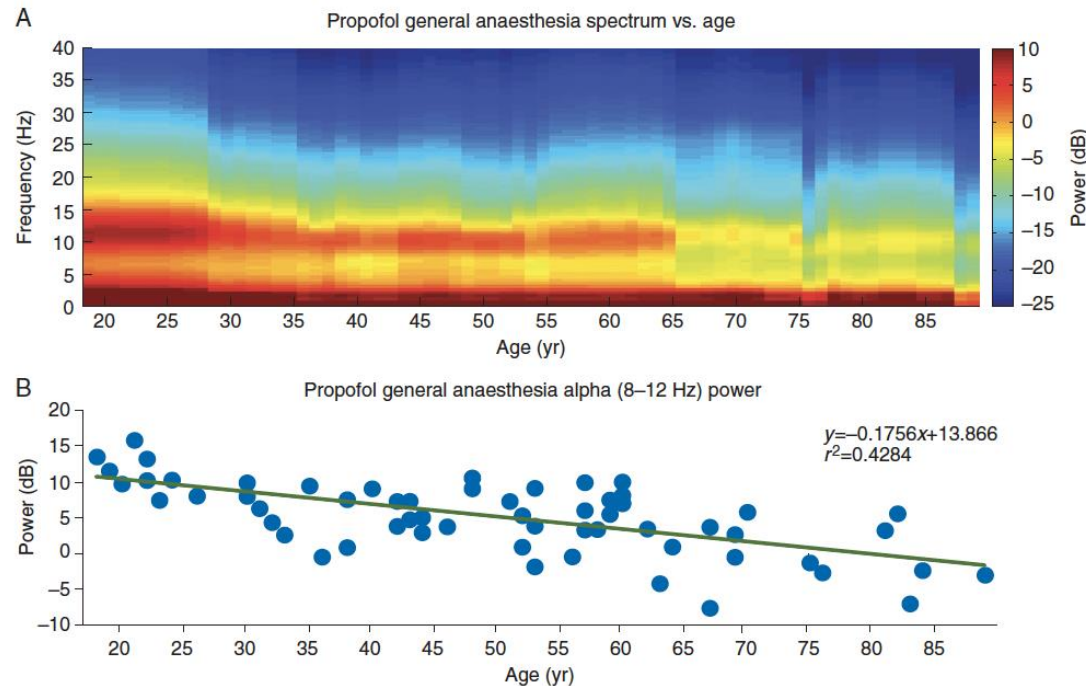 A
Propofol general anaesthesia spectrum vs. age
Frequency (Hz)
40
35
30
25
20
15
10
5
0
20 25 30 35 40 45 50 55 60 65 70 75 80 85
Age (yr)
10
5
0
−5
−10
−15
−20
−25
Power (dB)
B
Propofol general anaesthesia alpha (8–12 Hz) power
Power (dB)
20
15
10
5
0
−5
−10
y=−0.1756x+13.866
r²=0.4284
20 25 30 35 40 45 50 55 60 65 70 75 80 85
Age (yr)